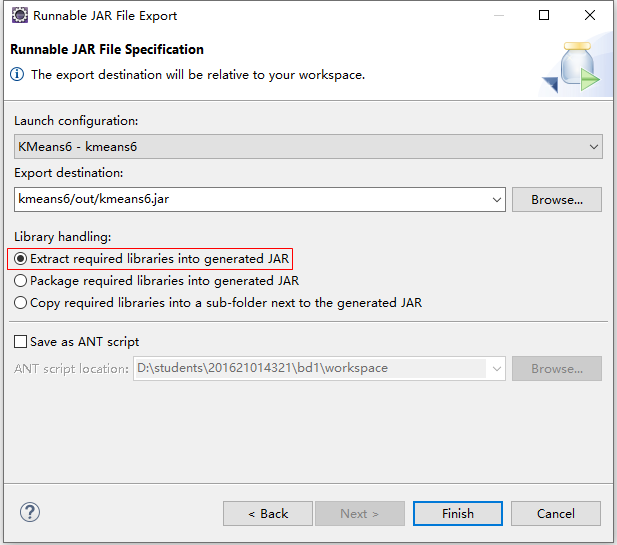 Runnable JAR File Export
Runnable JAR File Specification
The export destination will be relative to your workspace.
Launch configuration:
KMeans6 - kmeans6
Export destination:
kmeans6/out/kmeans6.jar
Browse...
Library handling:
Extract required libraries into generated JAR
Package required libraries into generated JAR
Copy required libraries into a sub-folder next to the generated JAR
Save as ANT script
ANT script location:
D:\students\201621014321\bd1\workspace
Browse...
?
< Back
Next >
Finish
Cancel